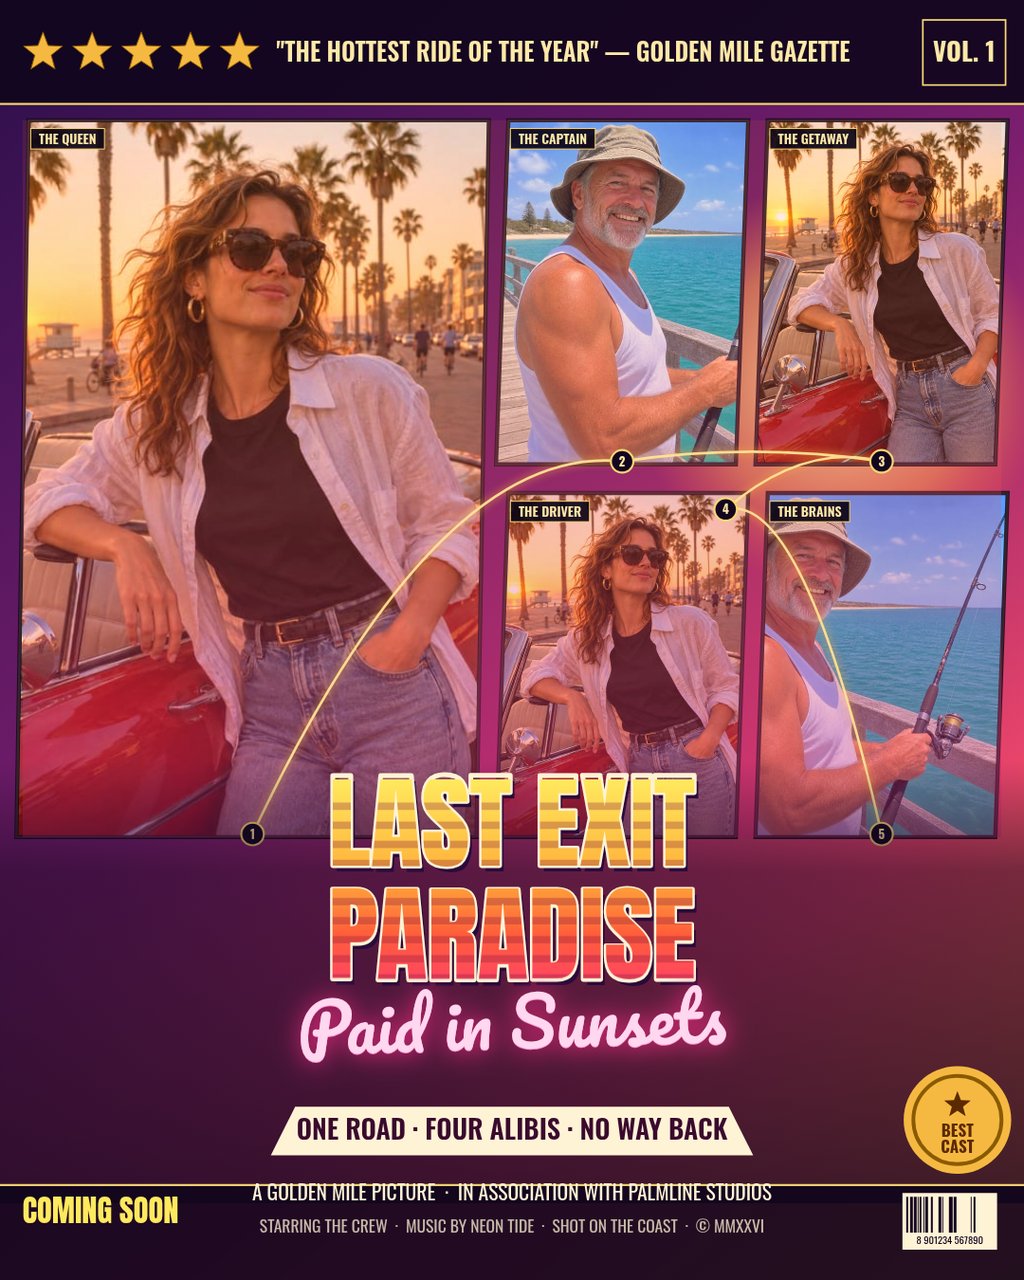 "THE HOTTEST RIDE OF THE YEAR" — GOLDEN MILE GAZETTE
VOL. 1
THE QUEEN
THE CAPTAIN
THE GETAWAY
2
3
THE DRIVER
4
THE BRAINS
1
5
LAST EXIT
PARADISE
Paid in Sunsets
ONE ROAD · FOUR ALIBIS · NO WAY BACK
BEST
CAST
COMING SOON
A GOLDEN MILE PICTURE · IN ASSOCIATION WITH PALMLINE STUDIOS
STARRING THE CREW · MUSIC BY NEON TIDE · SHOT ON THE COAST · © MMXXVI
8 901234 567890